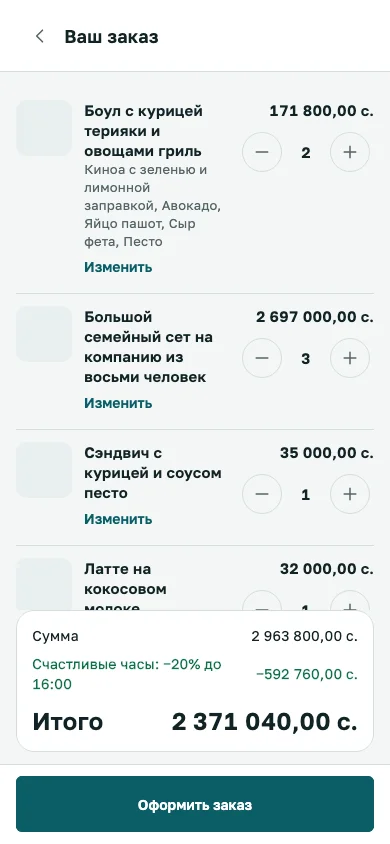 Ваш заказ
Боул с курицей
терияки и
овощами гриль
171 800,00 с.
2
Киноа с зеленью и
лимонной
заправкой, Авокадо,
Яйцо пашот, Сыр
фета, Песто
Изменить
Большой
семейный сет на
компанию из
восьми человек
2 697 000,00 с.
3
Изменить
Сэндвич с
курицей и соусом
песто
35 000,00 с.
1
Изменить
Латте на
кокосовом
молоке
32 000,00 с.
1
Сумма
2 963 800,00 с.
Счастливые часы: −20% до
16:00
−592 760,00 с.
Итого
2 371 040,00 с.
Оформить заказ